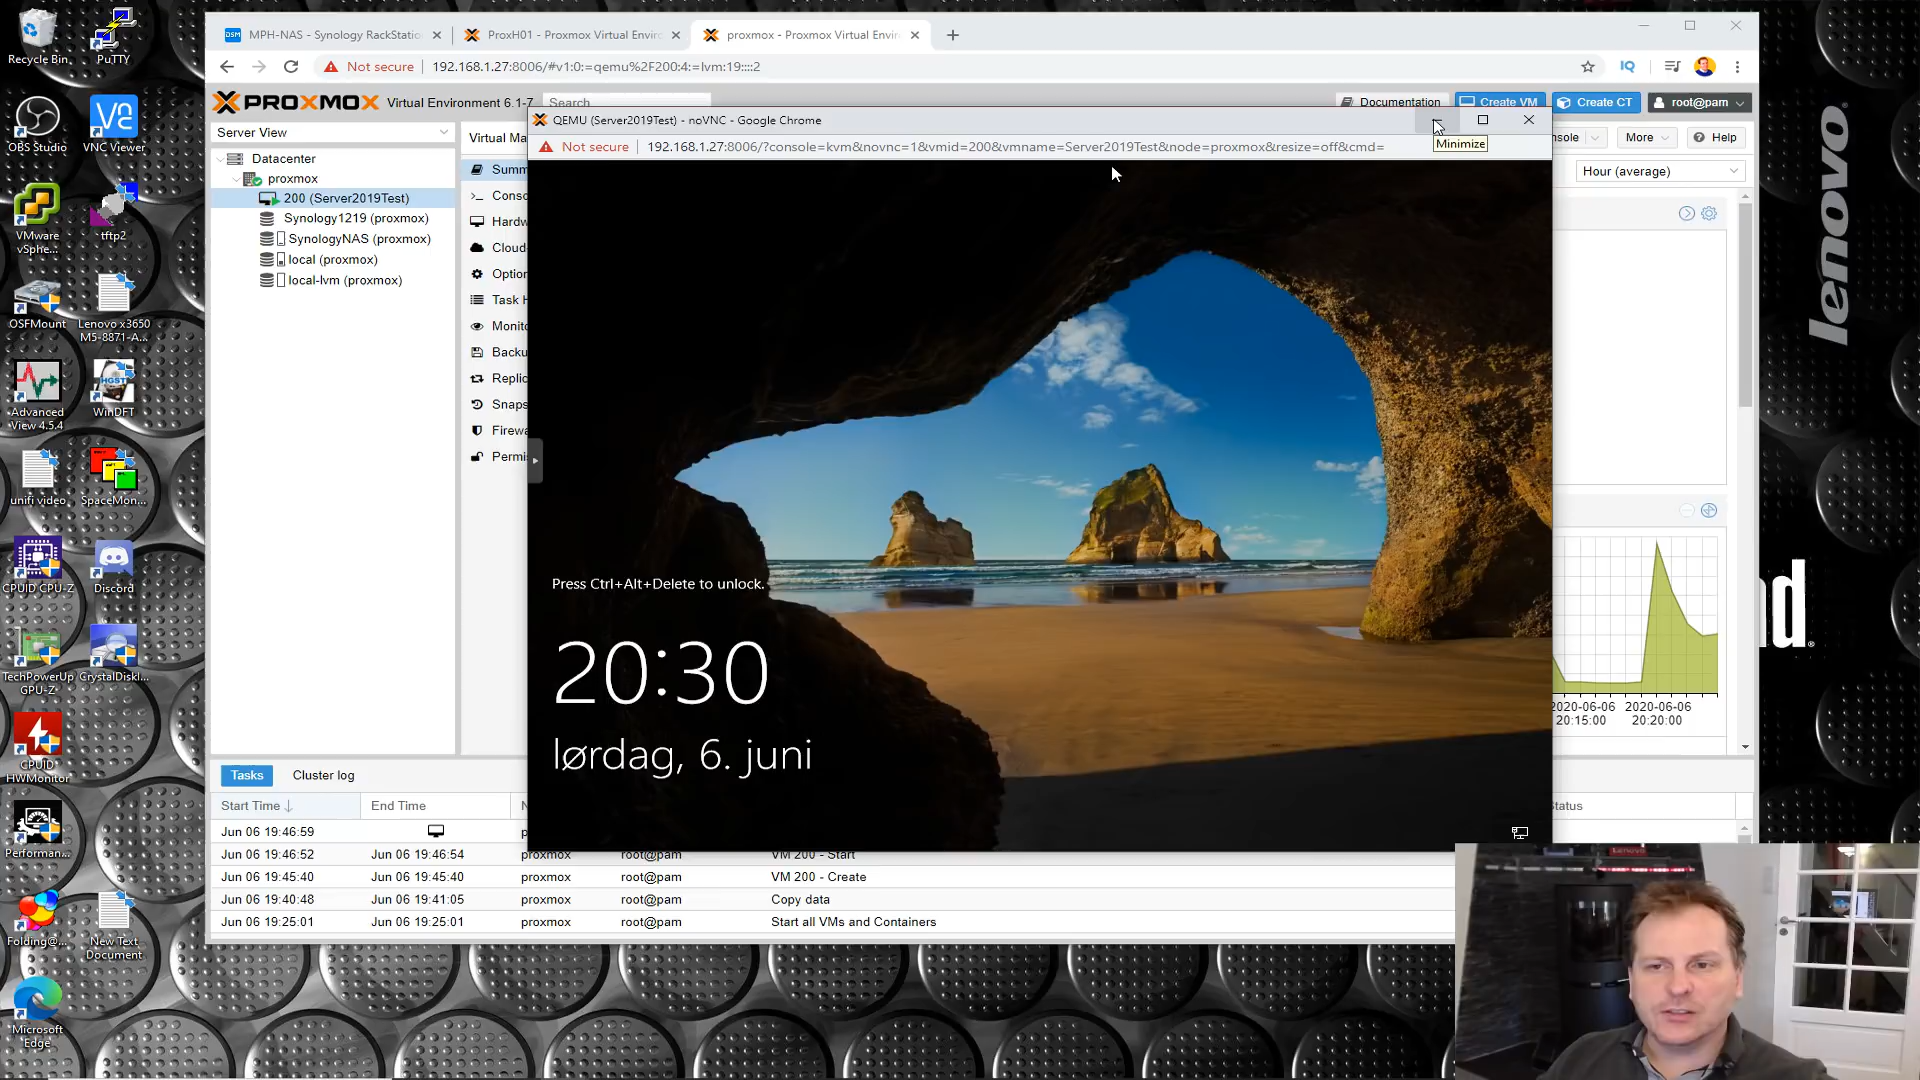 Recycle Bin
PuTTY
OBS Studio
VNC Viewer
VMware
vSphe...
tftp2
OSFMount
Lenovo x3650
M5-8871-A...
Advanced
View 4.5.4
WinDFT
unifi video
SpaceMon...
CPUID CPU-Z
Discord
TechPowerUp
GPU-Z
CrystalDiskI...
CPUID
HWMonitor
Performan...
Folding@...
New Text
Document
Microsoft
Edge
MPH-NAS - Synology RackStatio
ProxH01 - Proxmox Virtual Envir
proxmox - Proxmox Virtual Envir
Not secure
192.168.1.27:8006/#v1:0:=qemu%2F200:4:=lvm:19::::2
PROXMOX
Virtual Environment 6.1-7
Search
Documentation
Create VM
Create CT
root@pam
Server View
Virtual Ma
nsole
More
Help
Datacenter
proxmox
200 (Server2019Test)
Synology1219 (proxmox)
SynologyNAS (proxmox)
local (proxmox)
local-lvm (proxmox)
Summ
Conso
Hardw
Cloud-
Option
Task H
Monito
Backu
Replic
Snaps
Firewa
Permis
Hour (average)
QEMU (Server2019Test) - noVNC - Google Chrome
Not secure
192.168.1.27:8006/?console=kvm&novnc=1&vmid=200&vmname=Server2019Test&node=proxmox&resize=off&cmd=
Minimize
Press Ctrl+Alt+Delete to unlock.
20:30
lørdag, 6. juni
2020-06-06
20:15:00
2020-06-06
20:20:00
Tasks
Cluster log
Start Time
End Time
N
Status
Jun 06 19:46:59
p
Jun 06 19:46:52
Jun 06 19:46:54
proxmox
root@pam
VM 200 - Start
Jun 06 19:45:40
Jun 06 19:45:40
proxmox
root@pam
VM 200 - Create
Jun 06 19:40:48
Jun 06 19:41:05
proxmox
root@pam
Copy data
Jun 06 19:25:01
Jun 06 19:25:01
proxmox
root@pam
Start all VMs and Containers
lenovo
nd